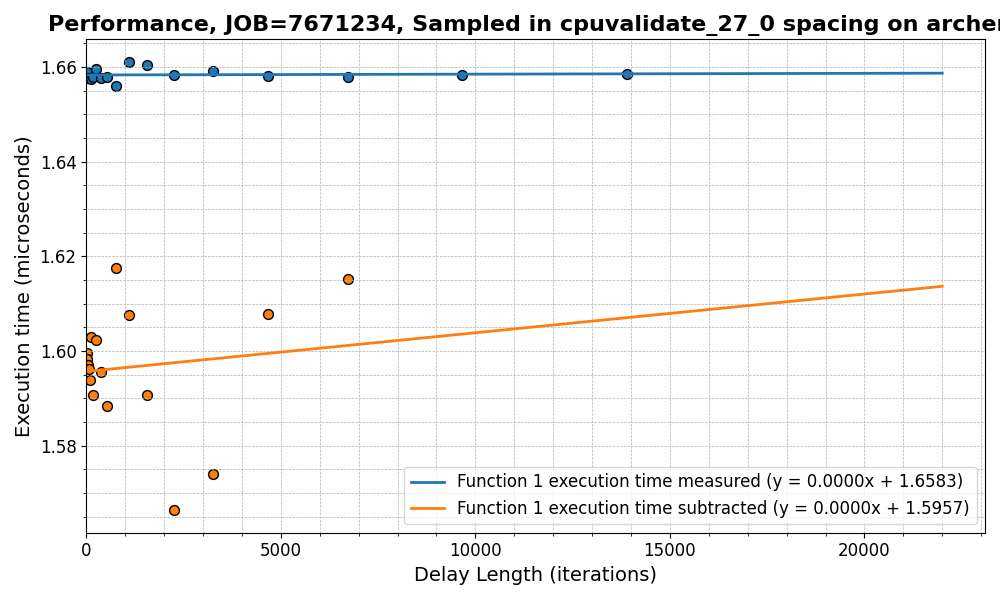 Performance, JOB=7671234, Sampled in cpuvalidate_27_0 spacing on archer
Execution time (microseconds)
1.66
1.64
1.62
1.60
1.58
Function 1 execution time measured (y = 0.0000x + 1.6583)
Function 1 execution time subtracted (y = 0.0000x + 1.5957)
0 5000 10000 15000 20000
Delay Length (iterations)